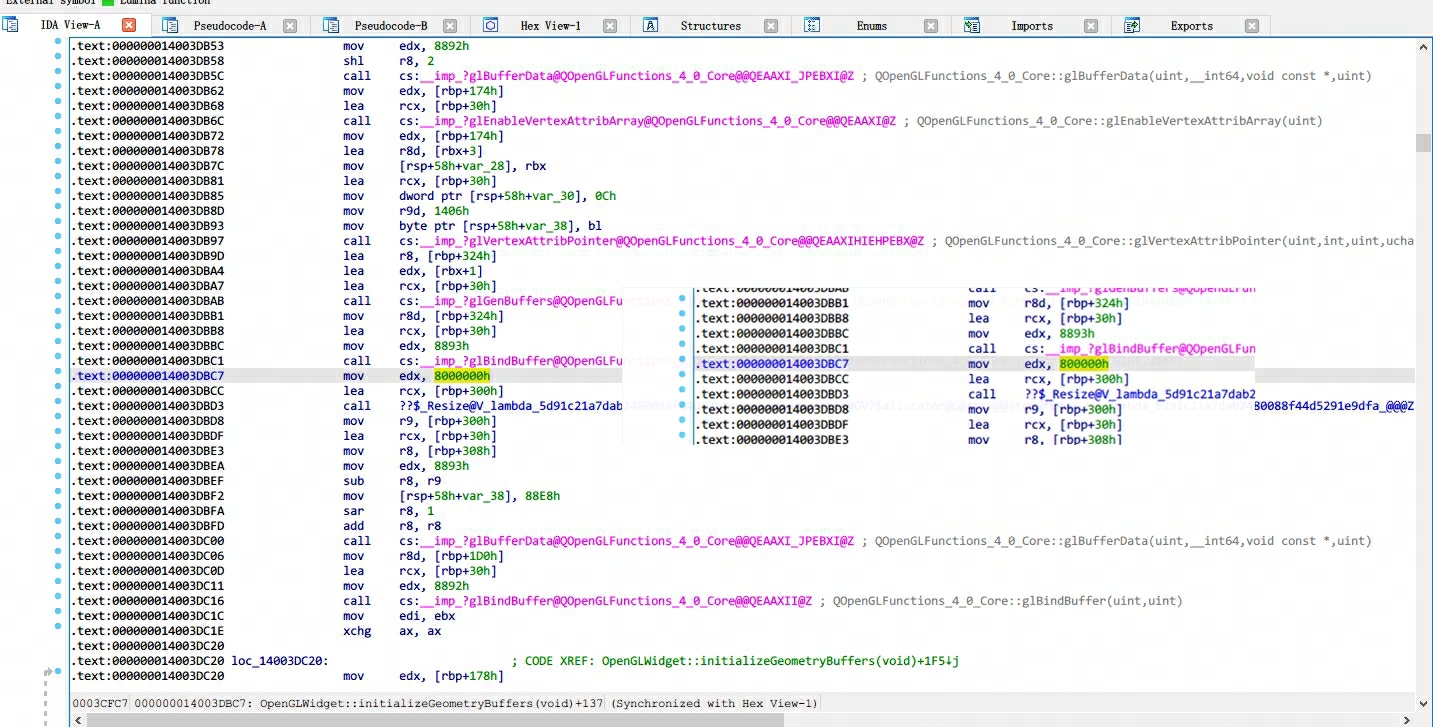 External symbol Lumina function
IDA View-A Pseudocode-A Pseudocode-B Hex View-1 Structures Enums Imports Exports
.text:000000014003DB53 mov edx, 8892h
.text:000000014003DB58 shl r8, 2
.text:000000014003DB5C call cs:__imp_?glBufferData@QOpenGLFunctions_4_0_Core@@QEAAXI_JPEBXI@Z ; QOpenGLFunctions_4_0_Core::glBufferData(uint,__int64,void const *,uint)
.text:000000014003DB62 mov edx, [rbp+174h]
.text:000000014003DB68 lea rcx, [rbp+30h]
.text:000000014003DB6C call cs:__imp_?glEnableVertexAttribArray@QOpenGLFunctions_4_0_Core@@QEAAXI@Z ; QOpenGLFunctions_4_0_Core::glEnableVertexAttribArray(uint)
.text:000000014003DB72 mov edx, [rbp+174h]
.text:000000014003DB78 lea r8d, [rbx+3]
.text:000000014003DB7C mov [rsp+58h+var_28], rbx
.text:000000014003DB81 lea rcx, [rbp+30h]
.text:000000014003DB85 mov dword ptr [rsp+58h+var_30], 0Ch
.text:000000014003DB8D mov r9d, 1406h
.text:000000014003DB93 mov byte ptr [rsp+58h+var_38], bl
.text:000000014003DB97 call cs:__imp_?glVertexAttribPointer@QOpenGLFunctions_4_0_Core@@QEAAXIHIEHPEBX@Z ; QOpenGLFunctions_4_0_Core::glVertexAttribPointer(uint,int,uint,ucha
.text:000000014003DB9D lea r8, [rbp+324h]
.text:000000014003DBA4 lea edx, [rbx+1]
.text:000000014003DBA7 lea rcx, [rbp+30h]
.text:000000014003DBAB call cs:__imp_?glGenBuffers@QOpenGLFu
.text:000000014003DBB1 mov r8d, [rbp+324h]
.text:000000014003DBB8 lea rcx, [rbp+30h]
.text:000000014003DBBC mov edx, 8893h
.text:000000014003DBC1 call cs:__imp_?glBindBuffer@QOpenGLFu
.text:000000014003DBC7 mov edx, 8000000h
.text:000000014003DBCC lea rcx, [rbp+300h]
.text:000000014003DBD3 call ??$_Resize@V_lambda_5d91c21a7dab
.text:000000014003DBD8 mov r9, [rbp+300h]
.text:000000014003DBDF lea rcx, [rbp+30h]
.text:000000014003DBE3 mov r8, [rbp+308h]
.text:000000014003DBEA mov edx, 8893h
.text:000000014003DBEF sub r8, r9
.text:000000014003DBF2 mov [rsp+58h+var_38], 88E8h
.text:000000014003DBFA sar r8, 1
.text:000000014003DBFD add r8, r8
.text:000000014003DC00 call cs:__imp_?glBufferData@QOpenGLFunctions_4_0_Core@@QEAAXI_JPEBXI@Z ; QOpenGLFunctions_4_0_Core::glBufferData(uint,__int64,void const *,uint)
.text:000000014003DC06 mov r8d, [rbp+1D0h]
.text:000000014003DC0D lea rcx, [rbp+30h]
.text:000000014003DC11 mov edx, 8892h
.text:000000014003DC16 call cs:__imp_?glBindBuffer@QOpenGLFunctions_4_0_Core@@QEAAXII@Z ; QOpenGLFunctions_4_0_Core::glBindBuffer(uint,uint)
.text:000000014003DC1C mov edi, ebx
.text:000000014003DC1E xchg ax, ax
.text:000000014003DC20
.text:000000014003DC20 loc_14003DC20: ; CODE XREF: OpenGLWidget::initializeGeometryBuffers(void)+1F5↓j
.text:000000014003DC20 mov edx, [rbp+178h]
.text:000000014003DBAB call cs:__imp_?glGenBuffers@QOpenGLFun
.text:000000014003DBB1 mov r8d, [rbp+324h]
.text:000000014003DBB8 lea rcx, [rbp+30h]
.text:000000014003DBBC mov edx, 8893h
.text:000000014003DBC1 call cs:__imp_?glBindBuffer@QOpenGLFun
.text:000000014003DBC7 mov edx, 800000h
.text:000000014003DBCC lea rcx, [rbp+300h]
.text:000000014003DBD3 call ??$_Resize@V_lambda_5d91c21a7dab2
.text:000000014003DBD8 mov r9, [rbp+300h]
.text:000000014003DBDF lea rcx, [rbp+30h]
.text:000000014003DBE3 mov r8, [rbp+308h]
80088f44d5291e9dfa_@@@Z
0003CFC7 000000014003DBC7: OpenGLWidget::initializeGeometryBuffers(void)+137 (Synchronized with Hex View-1)